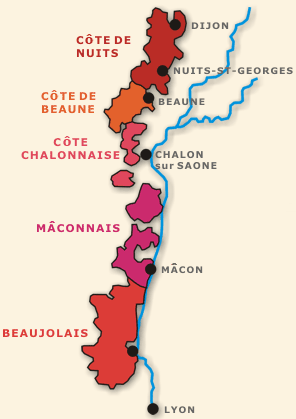 CÔTE DE
NUITS
DIJON
NUITS-ST-GEORGES
CÔTE DE
BEAUNE
BEAUNE
CÔTE
CHALONNAISE
CHALON
sur SAONE
MÂCONNAIS
MÂCON
BEAUJOLAIS
LYON